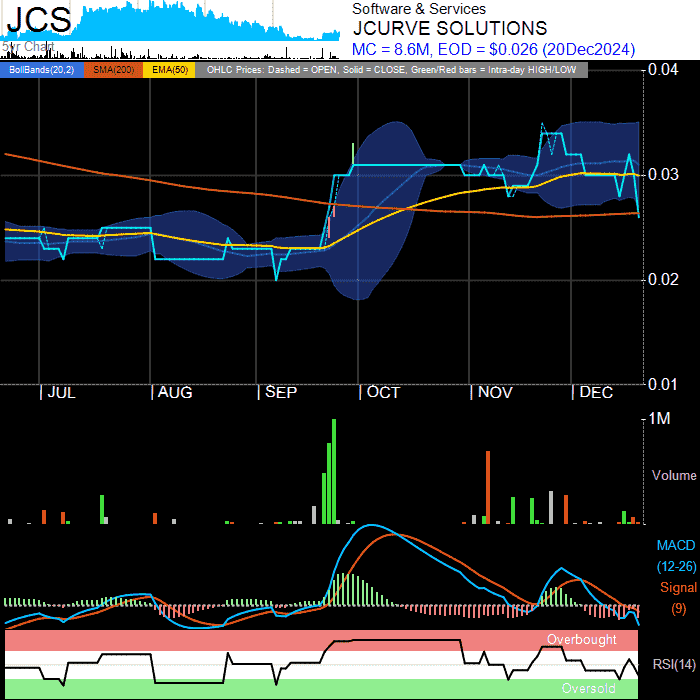 JCS
5yr Chart
Software & Services
JCURVE SOLUTIONS
MC = 8.6M, EOD = $0.026 (20Dec2024)
BollBands(20,2) SMA(200) EMA(50) OHLC Prices: Dashed = OPEN, Solid = CLOSE, Green/Red bars = Intra-day HIGH/LOW
0.04
0.03
0.02
0.01
| JUL | AUG | SEP | OCT | NOV | DEC
1M
Volume
MACD
(12-26)
Signal
(9)
Overbought
RSI(14)
Oversold